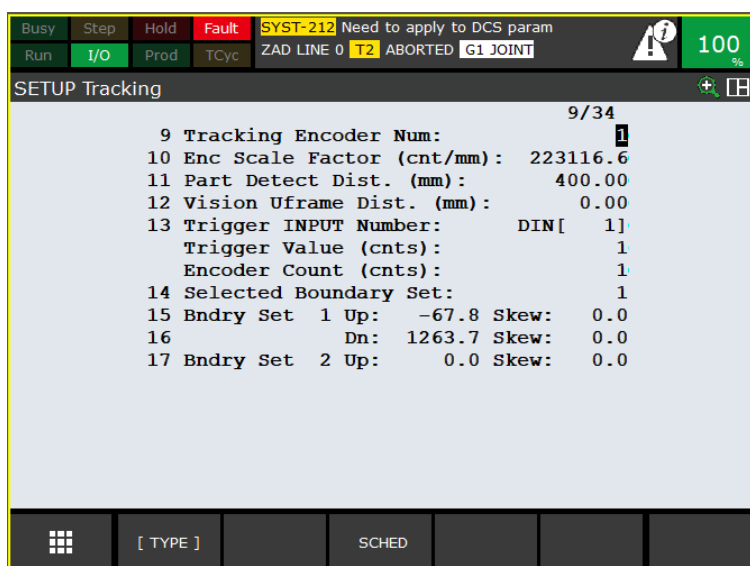 Busy Step Hold Fault SYST-212 Need to apply to DCS param
Run I/O Prod TCyc ZAD LINE 0 T2 ABORTED G1 JOINT
100 %
SETUP Tracking
9/34
9 Tracking Encoder Num: 1
10 Enc Scale Factor (cnt/mm): 223116.6
11 Part Detect Dist. (mm): 400.00
12 Vision Uframe Dist. (mm): 0.00
13 Trigger INPUT Number: DIN[ 1]
Trigger Value (cnts): 1
Encoder Count (cnts): 1
14 Selected Boundary Set: 1
15 Bndry Set 1 Up: -67.8 Skew: 0.0
16 Dn: 1263.7 Skew: 0.0
17 Bndry Set 2 Up: 0.0 Skew: 0.0
[ TYPE ] SCHED